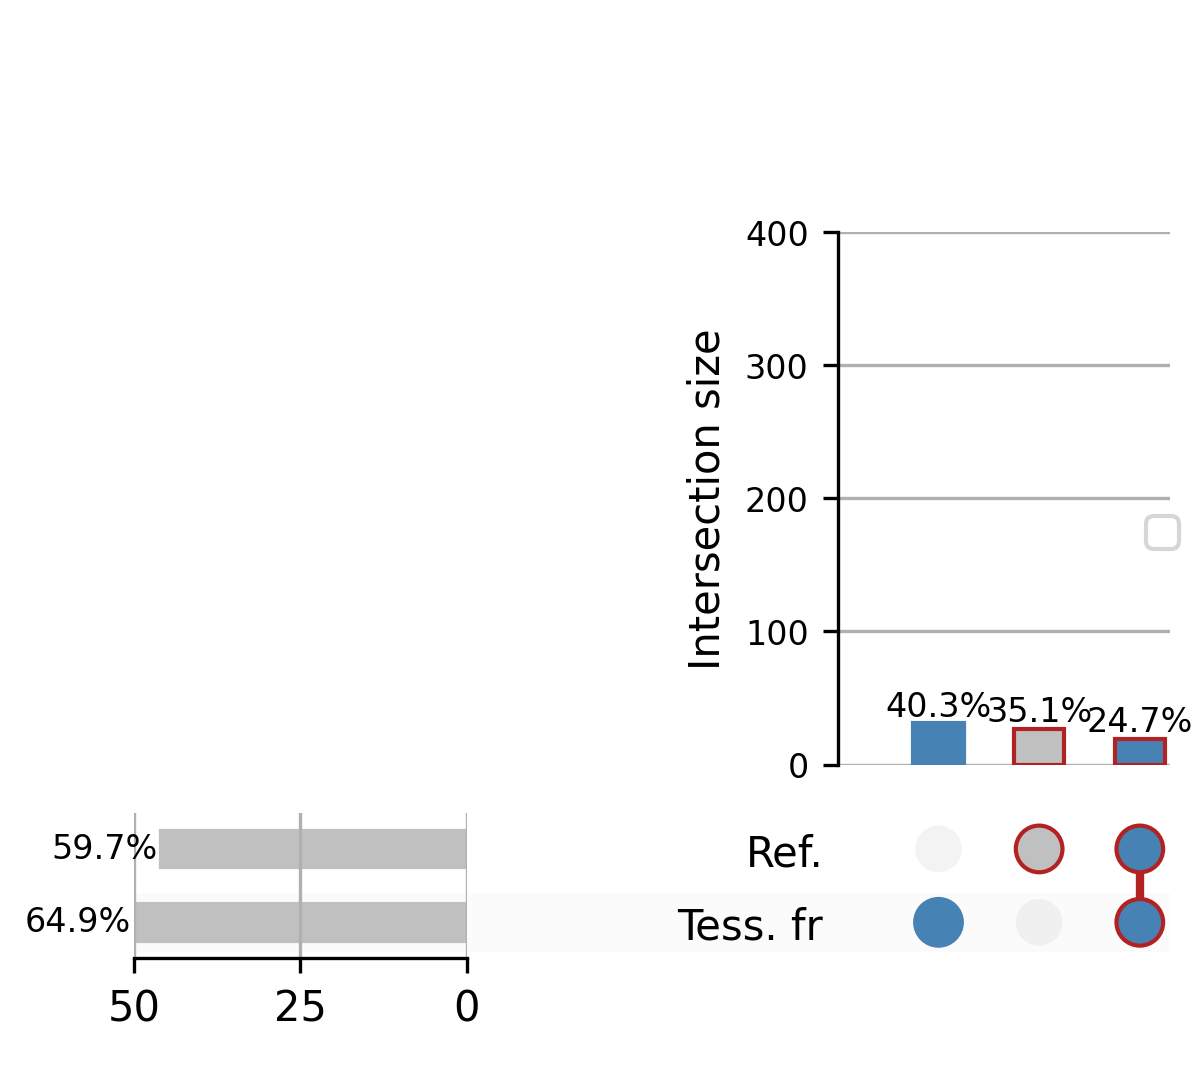 400
300
200
100
0
Intersection size
40.3%
35.1%
24.7%
59.7%
64.9%
Ref.
Tess. fr
50 25 0